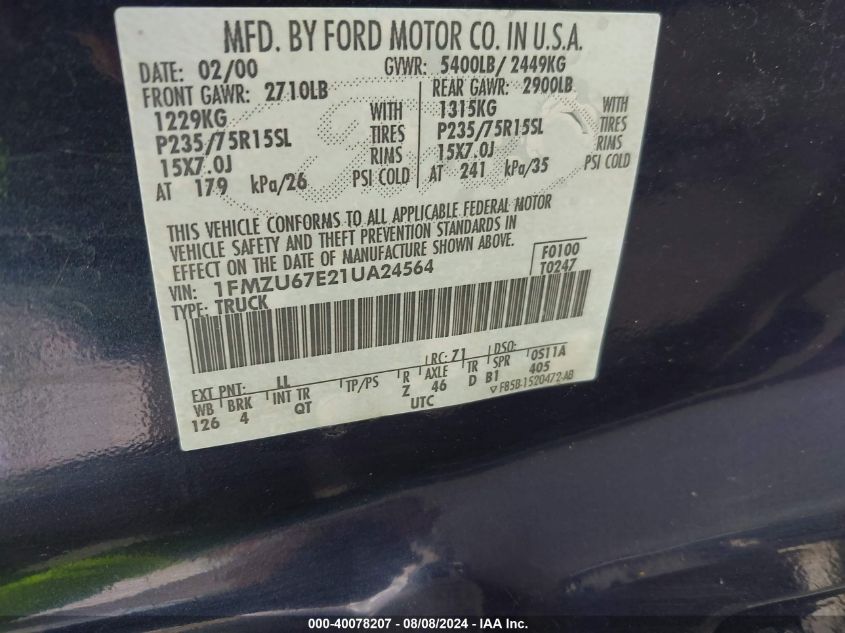 MFD. BY FORD MOTOR CO. IN U.S.A.
DATE: 02/00 GVWR: 5400LB/ 2449KG
FRONT GAWR: 2710LB REAR GAWR: 2900LB
1229KG WITH 1315KG WITH
P235/75R15SL TIRES P235/75R15SL TIRES
15X7.0J RIMS 15X7.0J RIMS
AT 179 kPa/26 PSI COLD AT 241 kPa/35 PSI COLD
THIS VEHICLE CONFORMS TO ALL APPLICABLE FEDERAL MOTOR
VEHICLE SAFETY AND THEFT PREVENTION STANDARDS IN
EFFECT ON THE DATE OF MANUFACTURE SHOWN ABOVE.
F0100
VIN: 1FMZU67E21UA24564 T0247
TYPE: TRUCK
EXT PNT: LL RC: Z1 DSO:
WB BRK INT TR TP/PS R AXLE TR SPR 0S11A
126 4 QT Z 46 D B1 405
UTC ▽ F85B-1520472-AB
000-40078207 - 08/08/2024 - IAA Inc.